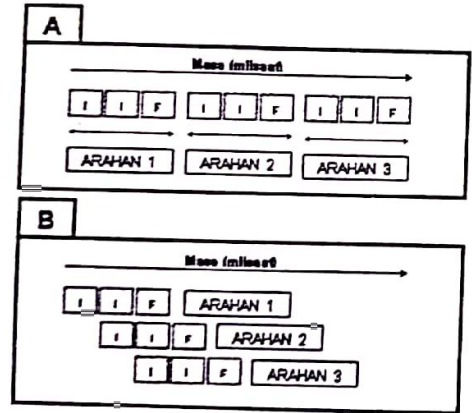 A
Masa (milisaat)
I I F I I F I I F
ARAHAN 1 ARAHAN 2 ARAHAN 3
B
Masa (milisaat)
I I F ARAHAN 1
I I F ARAHAN 2
I I F ARAHAN 3